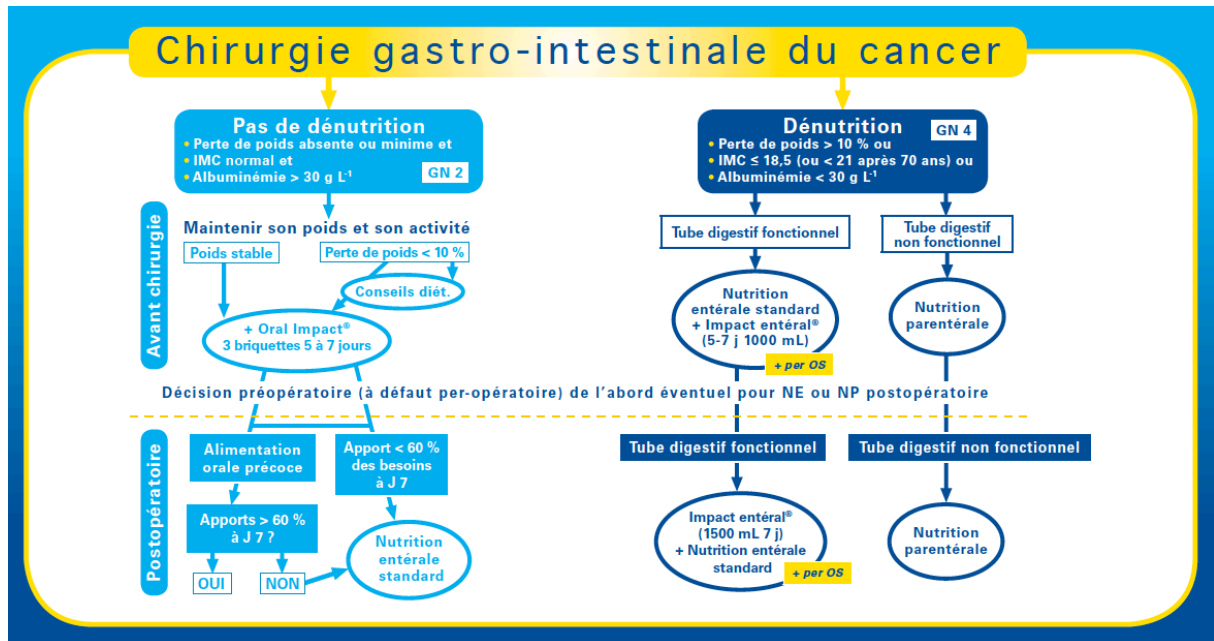 Chirurgie gastro-intestinale du cancer
Pas de dénutrition
• Perte de poids absente ou minime et
• IMC normal et
• Albuminémie > 30 g L⁻¹
GN 2
Dénutrition
GN 4
• Perte de poids > 10 % ou
• IMC ≤ 18,5 (ou < 21 après 70 ans) ou
• Albuminémie < 30 g L⁻¹
Avant chirurgie
Maintenir son poids et son activité
Poids stable
Perte de poids < 10 %
Conseils diét.
+ Oral Impact®
3 briquettes 5 à 7 jours
Tube digestif fonctionnel
Tube digestif
non fonctionnel
Nutrition
entérale standard
+ Impact entéral®
(5-7 j 1000 mL)
+ per OS
Nutrition
parentérale
Décision préopératoire (à défaut per-opératoire) de l'abord éventuel pour NE ou NP postopératoire
Postopératoire
Alimentation
orale précoce
Apport < 60 %
des besoins
à J 7
Apports > 60 %
à J 7 ?
OUI
NON
Nutrition
entérale
standard
Tube digestif fonctionnel
Tube digestif non fonctionnel
Impact entéral®
(1500 mL 7 j)
+ Nutrition entérale
standard
+ per OS
Nutrition
parentérale